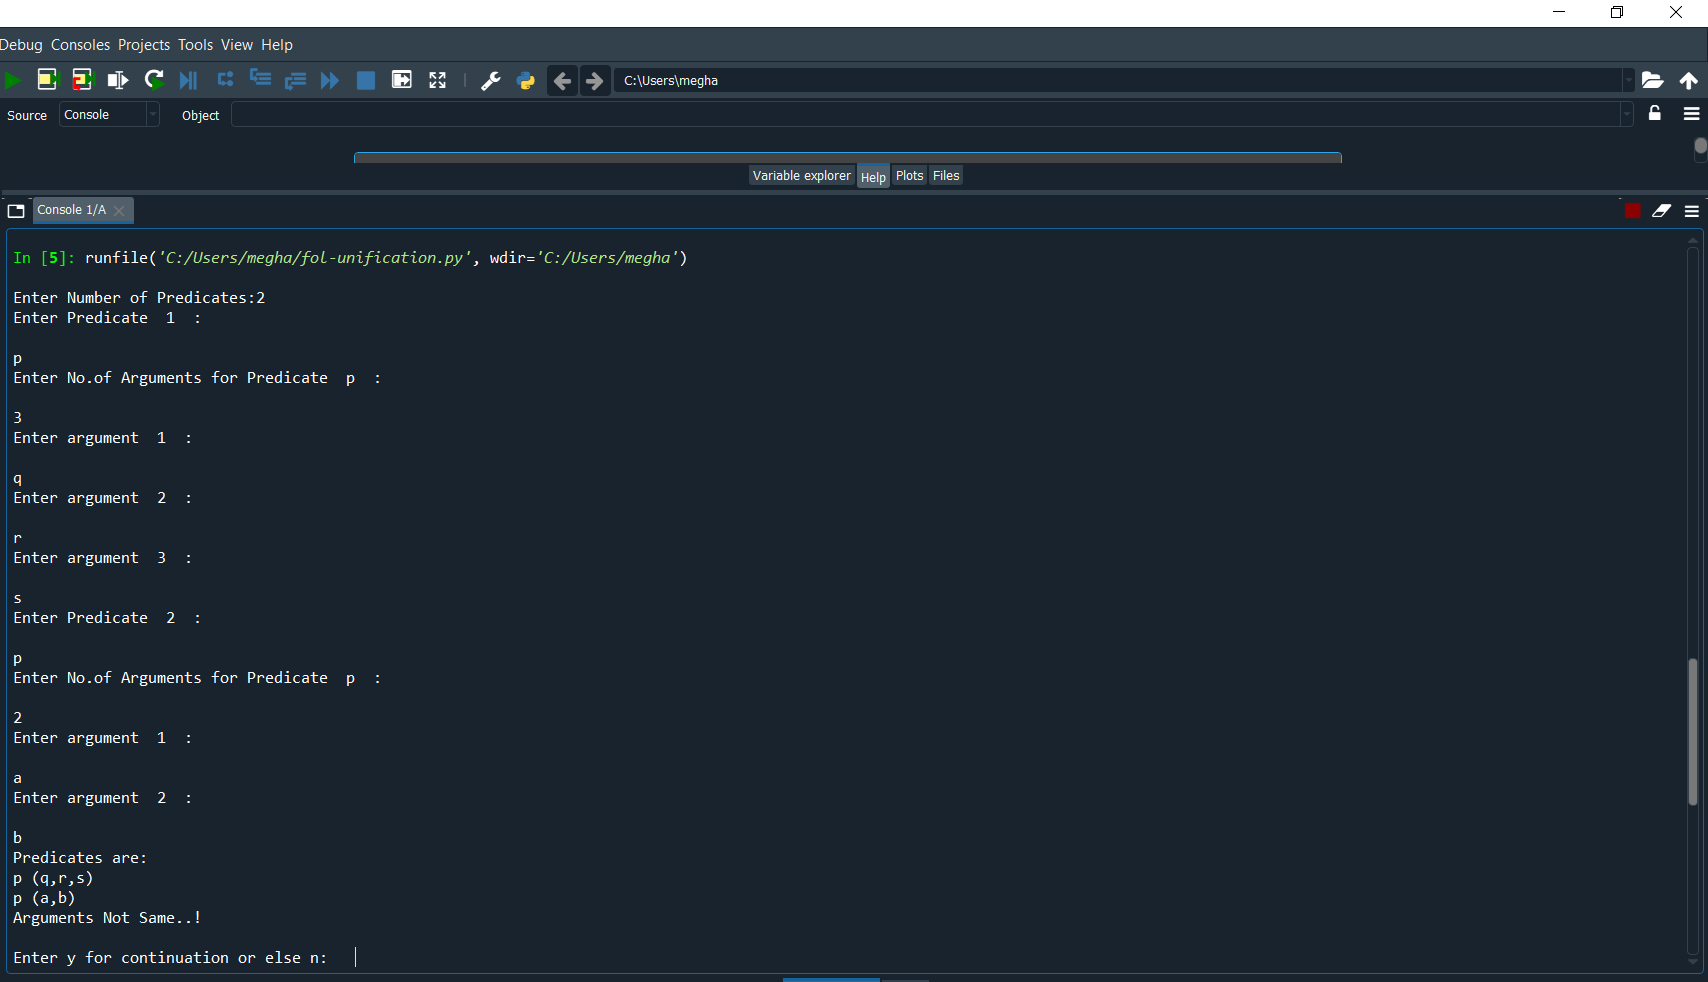 Debug Consoles Projects Tools View Help
C:\Users\megha
Source Console Object
Variable explorer Help Plots Files
Console 1/A
In [5]: runfile('C:/Users/megha/fol-unification.py', wdir='C:/Users/megha')
Enter Number of Predicates:2
Enter Predicate  1  :
p
Enter No.of Arguments for Predicate  p  :
3
Enter argument  1  :
q
Enter argument  2  :
r
Enter argument  3  :
s
Enter Predicate  2  :
p
Enter No.of Arguments for Predicate  p  :
2
Enter argument  1  :
a
Enter argument  2  :
b
Predicates are:
p (q,r,s)
p (a,b)
Arguments Not Same..!
Enter y for continuation or else n: